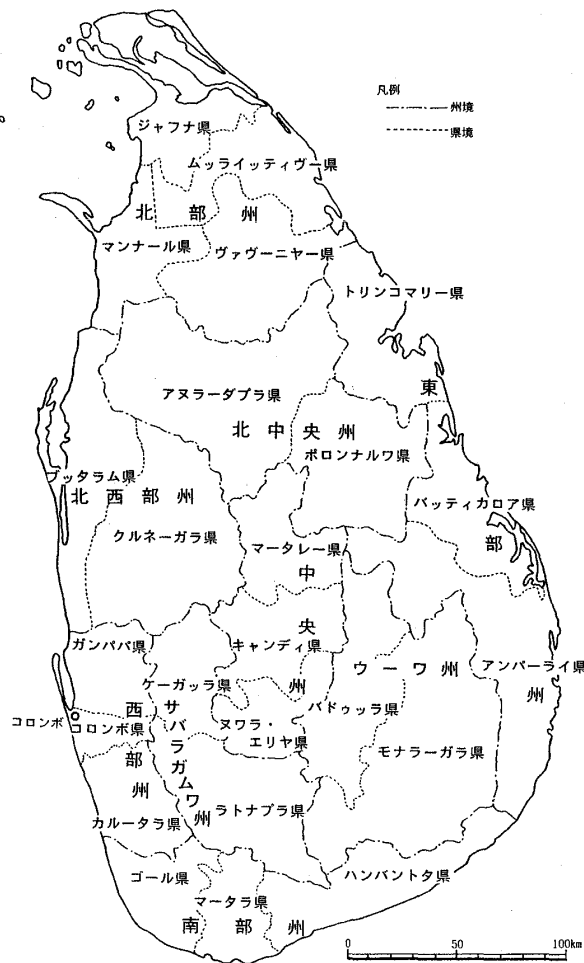 凡例
州境
県境
ジャフナ県
ムッライッティヴー県
北部州
マンナール県
ヴァヴーニヤー県
トリンコマリー県
アヌラーダプラ県
東部州
北中央州
ポロンナルワ県
プッタラム県
北西部州
バッティカロア県
クルネーガラ県
マータレー県
中央州
ガンパハ県
キャンディ県
ウーワ州
アンパーライ県
ケーガッラ県
西部州
サバラガムワ州
ヌワラ・
エリヤ県
バドゥッラ県
コロンボ
コロンボ県
モナラーガラ県
カルータラ県
ラトナプラ県
ゴール県
ハンバントタ県
マータラ県
南部州
0 50 100km